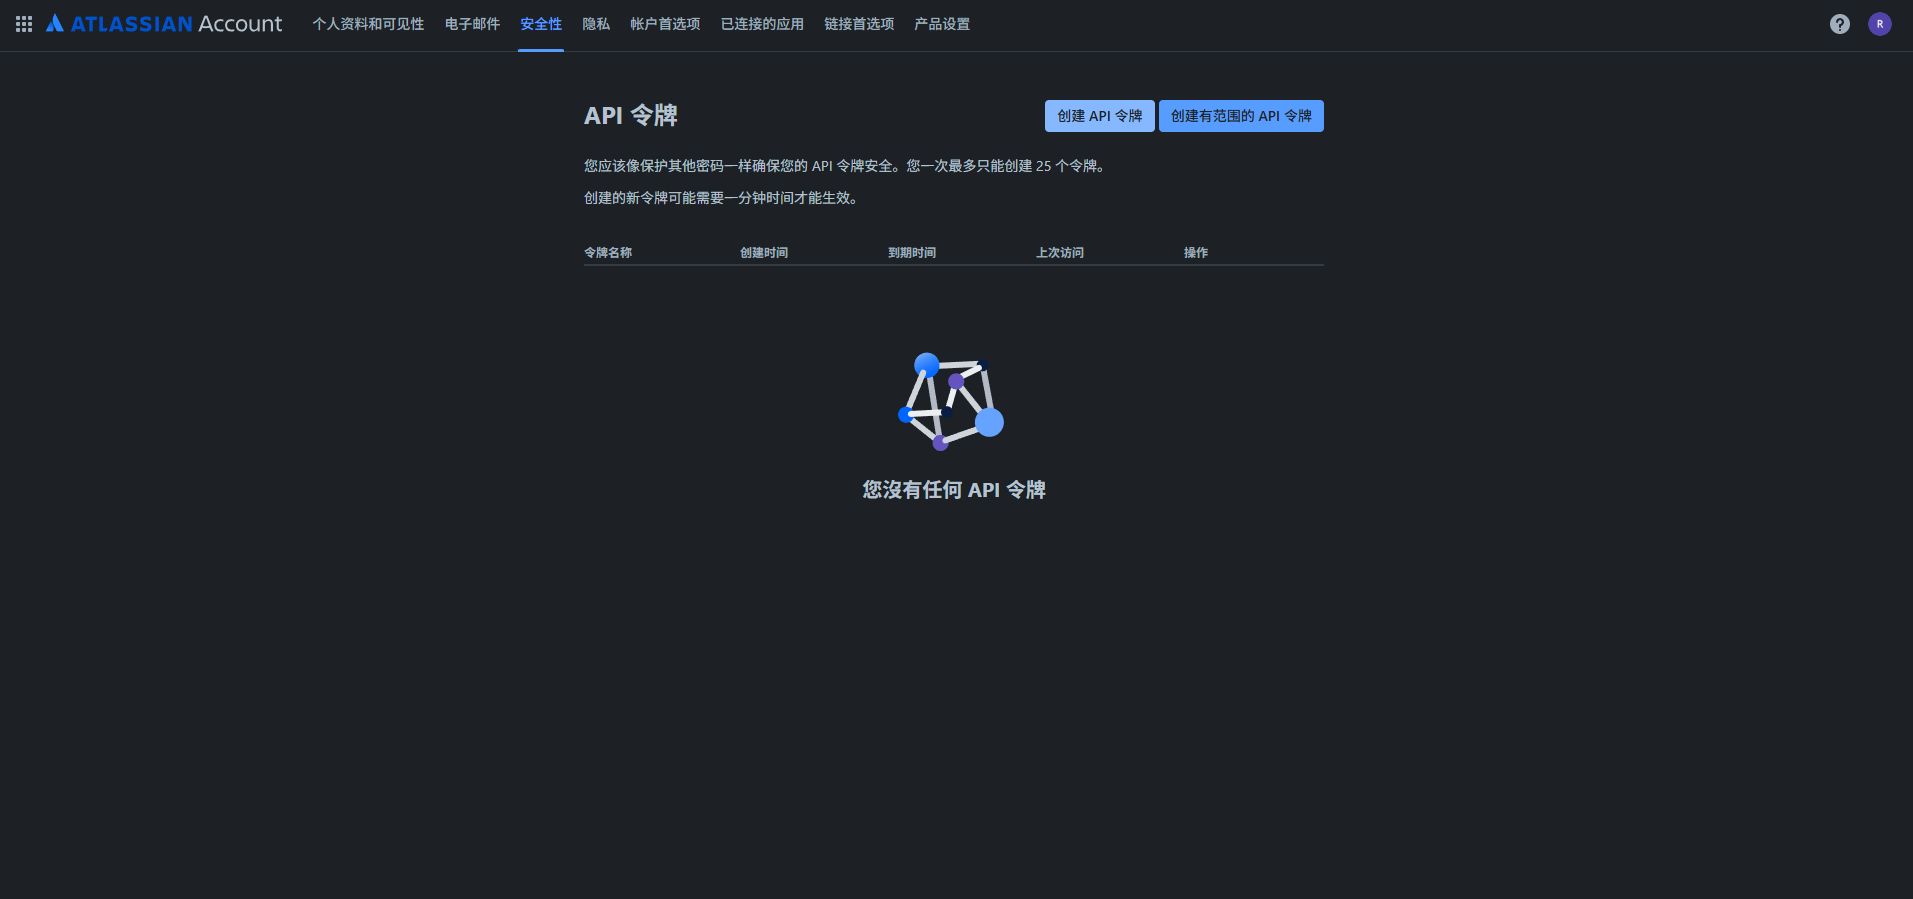 ATLASSIAN Account 个人资料和可见性 电子邮件 安全性 隐私 帐户首选项 已连接的应用 链接首选项 产品设置 ? R
API 令牌 创建 API 令牌 创建有范围的 API 令牌
您应该像保护其他密码一样确保您的 API 令牌安全。您一次最多只能创建 25 个令牌。
创建的新令牌可能需要一分钟时间才能生效。
令牌名称 创建时间 到期时间 上次访问 操作
您沒有任何 API 令牌